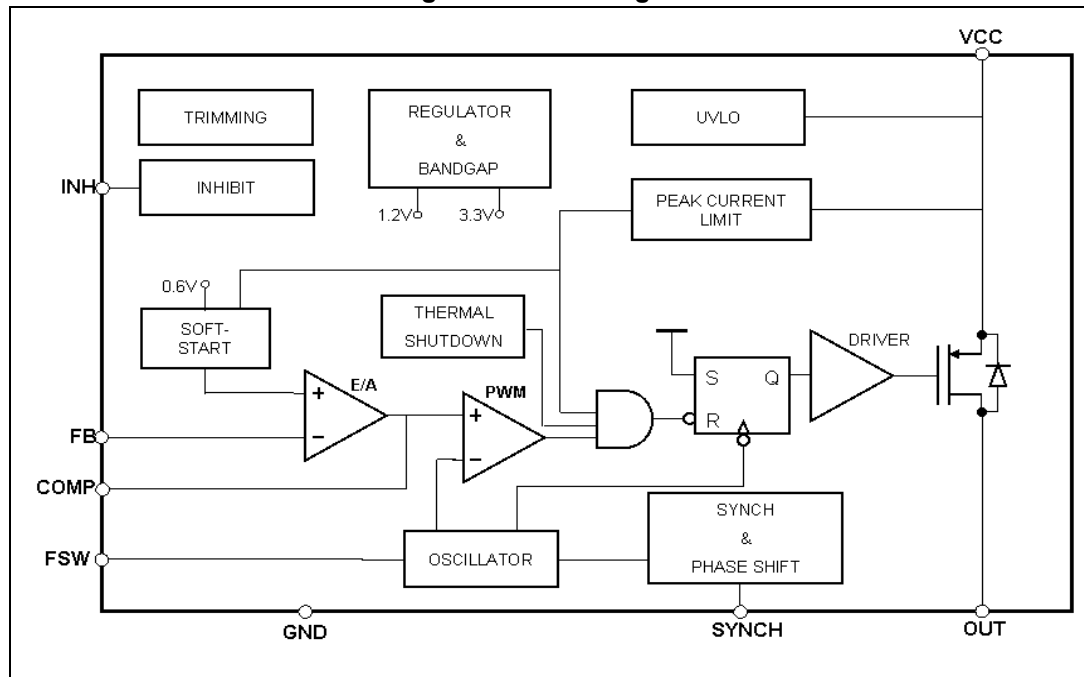 VCC
TRIMMING
REGULATOR
&
BANDGAP
UVLO
INH
INHIBIT
1.2V
3.3V
PEAK CURRENT
LIMIT
0.6V
SOFT-
START
THERMAL
SHUTDOWN
DRIVER
S
Q
R
E/A
+
−
PWM
+
−
FB
COMP
SYNCH
&
PHASE SHIFT
FSW
OSCILLATOR
GND
SYNCH
OUT